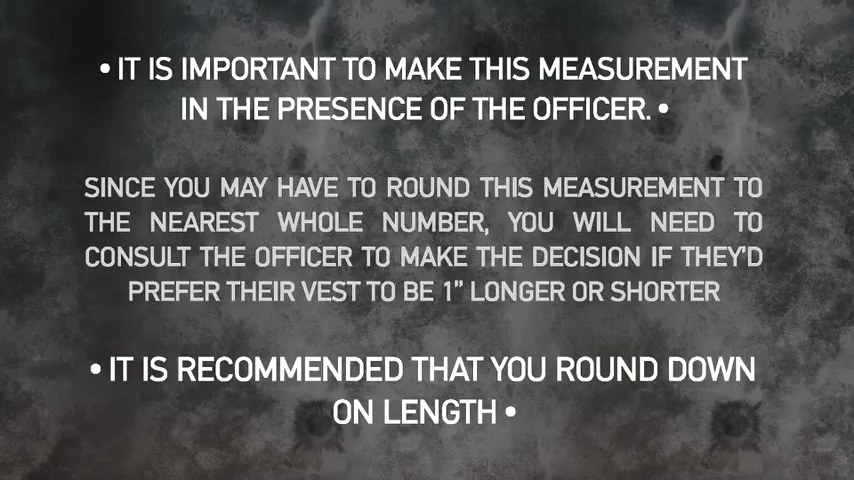 • IT IS IMPORTANT TO MAKE THIS MEASUREMENT
IN THE PRESENCE OF THE OFFICER. •
SINCE YOU MAY HAVE TO ROUND THIS MEASUREMENT TO
THE NEAREST WHOLE NUMBER, YOU WILL NEED TO
CONSULT THE OFFICER TO MAKE THE DECISION IF THEY'D
PREFER THEIR VEST TO BE 1” LONGER OR SHORTER
• IT IS RECOMMENDED THAT YOU ROUND DOWN
ON LENGTH •